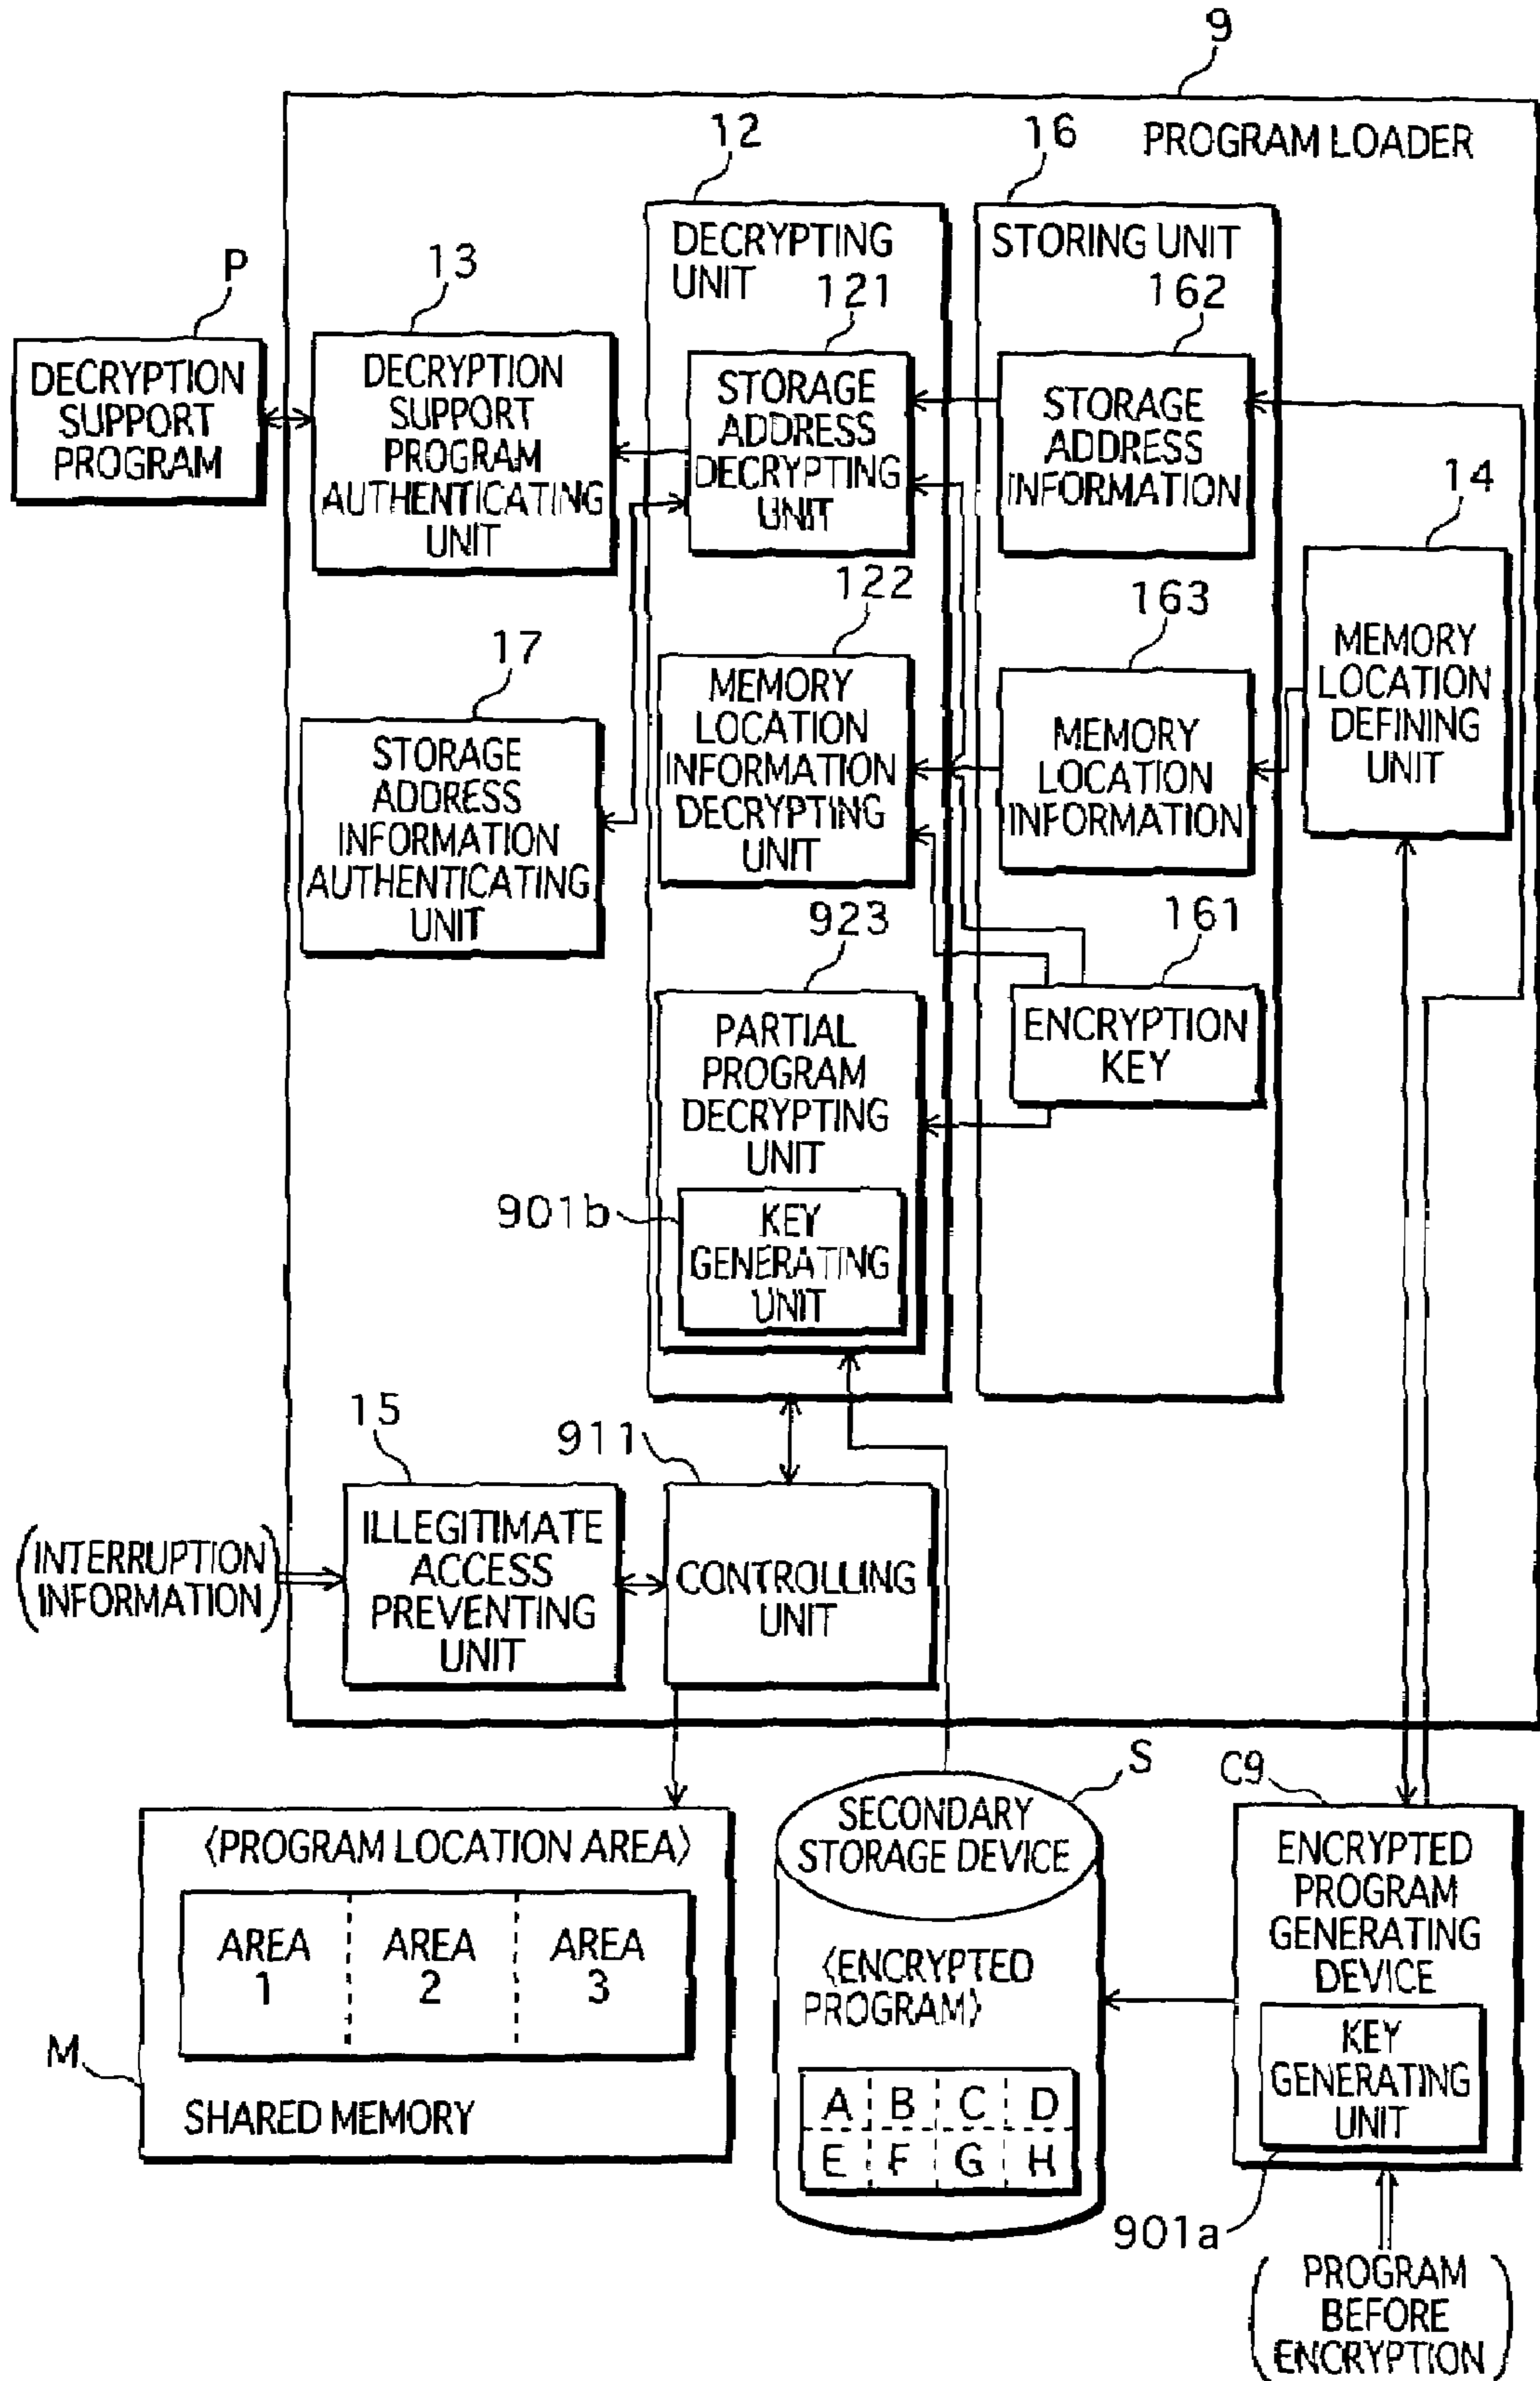 9
PROGRAM LOADER
12
16
DECRYPTING
UNIT
STORING UNIT
P
13
121
162
DECRYPTION
SUPPORT
PROGRAM
DECRYPTION
SUPPORT
PROGRAM
AUTHENTICATING
UNIT
STORAGE
ADDRESS
DECRYPTING
UNIT
STORAGE
ADDRESS
INFORMATION
14
MEMORY
LOCATION
DEFINING
UNIT
17
122
163
STORAGE
ADDRESS
INFORMATION
AUTHENTICATING
UNIT
MEMORY
LOCATION
INFORMATION
DECRYPTING
UNIT
MEMORY
LOCATION
INFORMATION
923
161
PARTIAL
PROGRAM
DECRYPTING
UNIT
ENCRYPTION
KEY
901b
KEY
GENERATING
UNIT
15
911
(INTERRUPTION
INFORMATION)
ILLEGITIMATE
ACCESS
PREVENTING
UNIT
CONTROLLING
UNIT
S
C9
〈PROGRAM LOCATION AREA〉
AREA
1
AREA
2
AREA
3
M
SHARED MEMORY
SECONDARY
STORAGE DEVICE
〈ENCRYPTED
PROGRAM〉
A B C D
E F G H
ENCRYPTED
PROGRAM
GENERATING
DEVICE
KEY
GENERATING
UNIT
901a
(PROGRAM
BEFORE
ENCRYPTION)